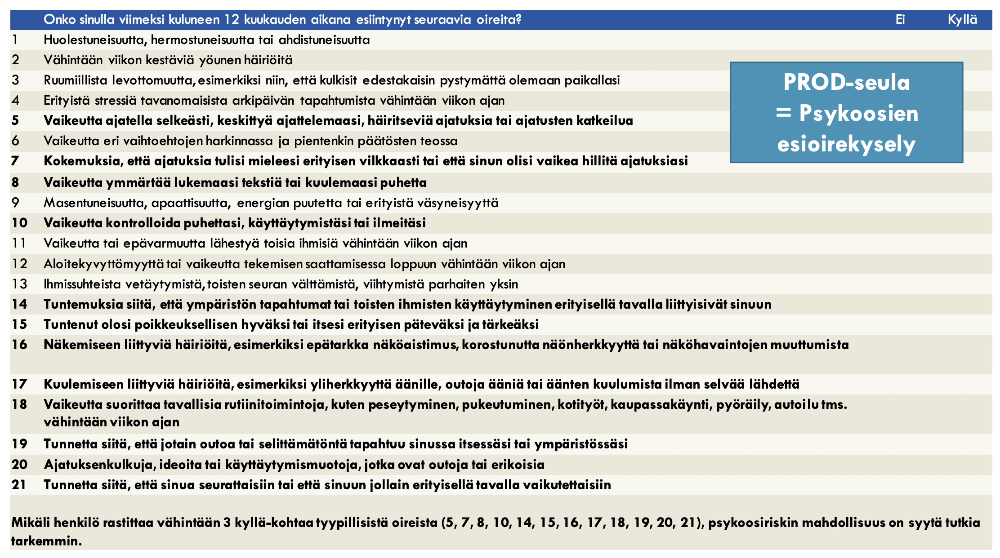 Onko sinulla viimeksi kuluneen 12 kuukauden aikana esiintynyt seuraavia oireita? Ei Kyllä
1 Huolestuneisuutta, hermostuneisuutta tai ahdistuneisuutta
2 Vähintään viikon kestäviä yöunen häiriöitä
3 Ruumiillista levottomuutta, esimerkiksi niin, että kulkisit edestakaisin pystymättä olemaan paikallasi
4 Erityistä stressiä tavanomaisista arkipäivän tapahtumista vähintään viikon ajan
5 Vaikeutta ajatella selkeästi, keskittyä ajattelemaasi, häiritseviä ajatuksia tai ajatusten katkeilua
6 Vaikeutta eri vaihtoehtojen harkinnassa ja pientenkin päätösten teossa
7 Kokemuksia, että ajatuksia tulisi mieleesi erityisen vilkkaasti tai että sinun olisi vaikea hillitä ajatuksiasi
8 Vaikeutta ymmärtää lukemaasi tekstiä tai kuulemaasi puhetta
9 Masentuneisuutta, apaattisuutta, energian puutetta tai erityistä väsyneisyyttä
10 Vaikeutta kontrolloida puhettasi, käyttäytymistäsi tai ilmeitäsi
11 Vaikeutta tai epävarmuutta lähestyä toisia ihmisiä vähintään viikon ajan
12 Aloitekyvyttömyyttä tai vaikeutta tekemisen saattamisessa loppuun vähintään viikon ajan
13 Ihmissuhteista vetäytymistä, toisten seuran välttämistä, viihtymistä parhaiten yksin
14 Tuntemuksia siitä, että ympäristön tapahtumat tai toisten ihmisten käyttäytyminen erityisellä tavalla liittyisivät sinuun
15 Tuntenut olosi poikkeuksellisen hyväksi tai itsesi erityisen päteväksi ja tärkeäksi
16 Näkemiseen liittyviä häiriöitä, esimerkiksi epätarkka näköaistimus, korostunutta näönherkkyyttä tai näköhavaintojen muuttumista
17 Kuulemiseen liittyviä häiriöitä, esimerkiksi yliherkkyyttä äänille, outoja ääniä tai äänten kuulumista ilman selvää lähdettä
18 Vaikeutta suorittaa tavallisia rutiinitoimintoja, kuten peseytyminen, pukeutuminen, kotityöt, kaupassakäynti, pyöräily, autoilu tms.
vähintään viikon ajan
19 Tunnetta siitä, että jotain outoa tai selittämätöntä tapahtuu sinussa itsessäsi tai ympäristössäsi
20 Ajatuksenkulkuja, ideoita tai käyttäytymismuotoja, jotka ovat outoja tai erikoisia
21 Tunnetta siitä, että sinua seurattaisiin tai että sinuun jollain erityisellä tavalla vaikutettaisiin
Mikäli henkilö rastittaa vähintään 3 kyllä-kohtaa tyypillisistä oireista (5, 7, 8, 10, 14, 15, 16, 17, 18, 19, 20, 21), psykoosiriskin mahdollisuus on syytä tutkia
tarkemmin.
PROD-seula
= Psykoosien
esioirekysely